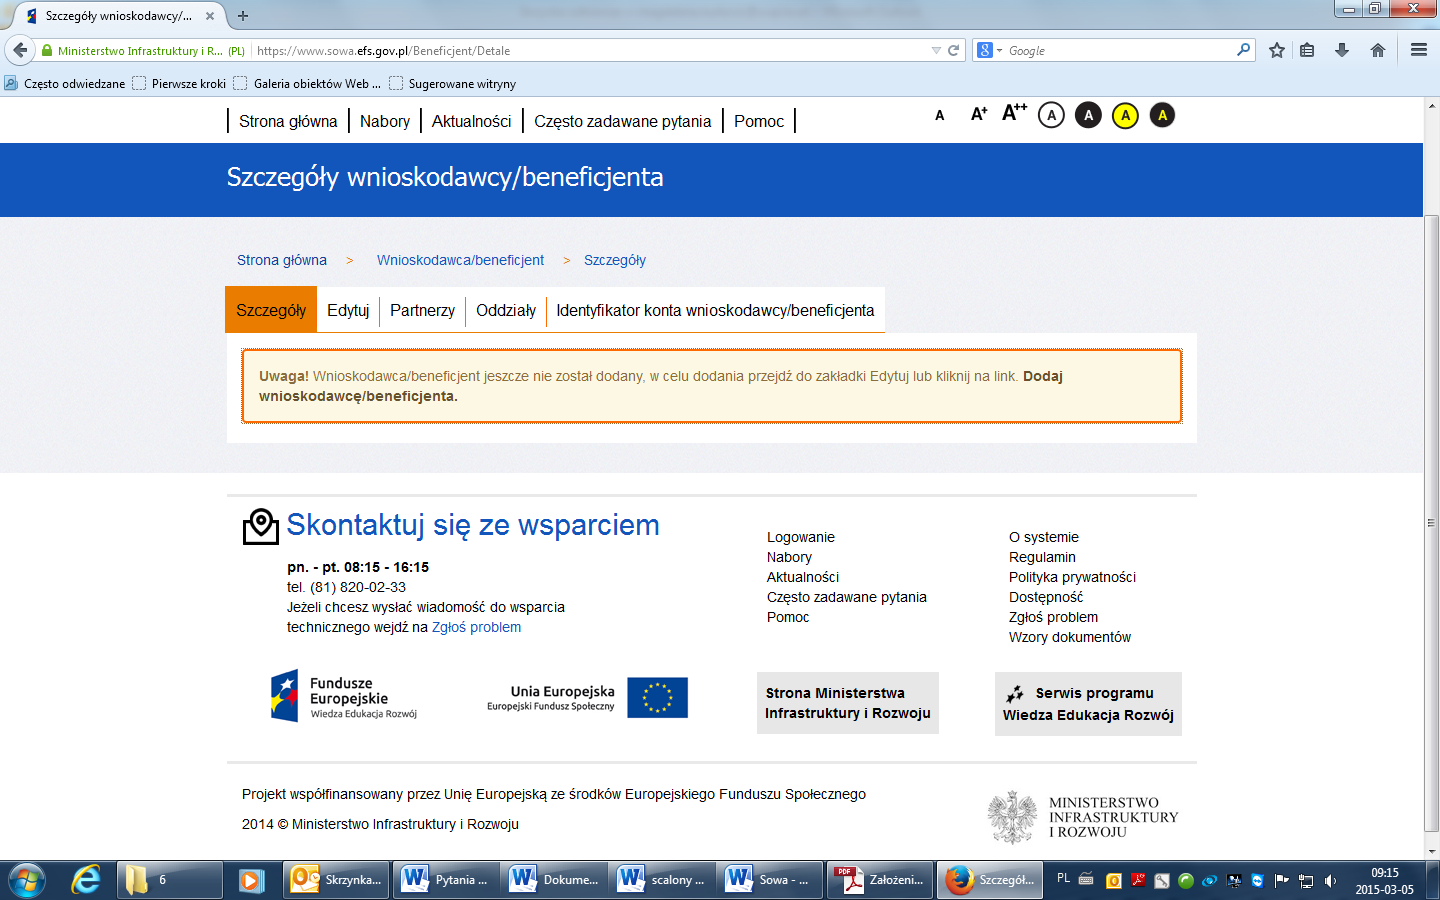 Szczegóły wnioskodawcy/...
Ministerstwo Infrastruktury i R... (PL)
https://www.sowa.efs.gov.pl/Beneficjent/Detale
Google
Często odwiedzane
Pierwsze kroki
Galeria obiektów Web ...
Sugerowane witryny
Strona główna
Nabory
Aktualności
Często zadawane pytania
Pomoc
A A+ A++ A A A A
Szczegóły wnioskodawcy/beneficjenta
Strona główna > Wnioskodawca/beneficjent > Szczegóły
Szczegóły
Edytuj
Partnerzy
Oddziały
Identyfikator konta wnioskodawcy/beneficjenta
Uwaga! Wnioskodawca/beneficjent jeszcze nie został dodany, w celu dodania przejdź do zakładki Edytuj lub kliknij na link. Dodaj
wnioskodawcę/beneficjenta.
Skontaktuj się ze wsparciem
pn. - pt. 08:15 - 16:15
tel. (81) 820-02-33
Jeżeli chcesz wysłać wiadomość do wsparcia
technicznego wejdź na Zgłoś problem
Logowanie
Nabory
Aktualności
Często zadawane pytania
Pomoc
O systemie
Regulamin
Polityka prywatności
Dostępność
Zgłoś problem
Wzory dokumentów
Fundusze
Europejskie
Wiedza Edukacja Rozwój
Unia Europejska
Europejski Fundusz Społeczny
Strona Ministerstwa
Infrastruktury i Rozwoju
Serwis programu
Wiedza Edukacja Rozwój
Projekt współfinansowany przez Unię Europejską ze środków Europejskiego Funduszu Społecznego
2014 © Ministerstwo Infrastruktury i Rozwoju
MINISTERSTWO
INFRASTRUKTURY
I ROZWOJU
6
Skrzynka...
Pytania ...
Dokume...
scalony ...
Sowa - ...
PDF
Założeni...
Szczegół...
PL
09:15
2015-03-05